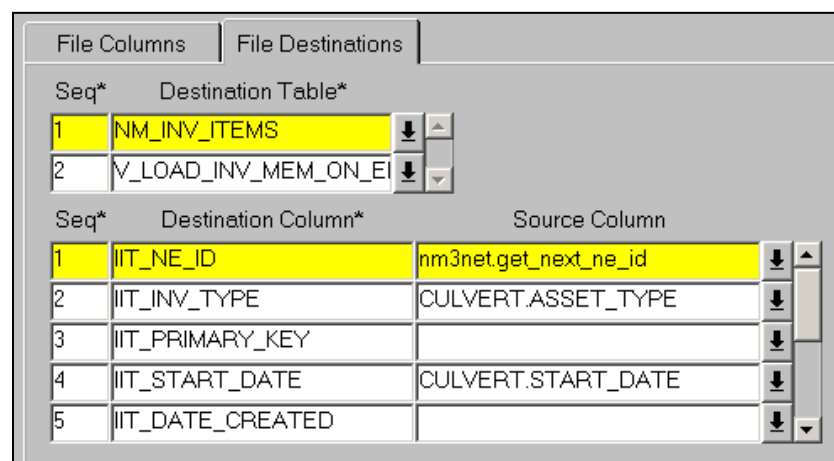 File Columns File Destinations
Seq* Destination Table*
1 NM_INV_ITEMS
2 V_LOAD_INV_MEM_ON_EI
Seq* Destination Column* Source Column
1 IIT_NE_ID nm3net.get_next_ne_id
2 IIT_INV_TYPE CULVERT.ASSET_TYPE
3 IIT_PRIMARY_KEY
4 IIT_START_DATE CULVERT.START_DATE
5 IIT_DATE_CREATED